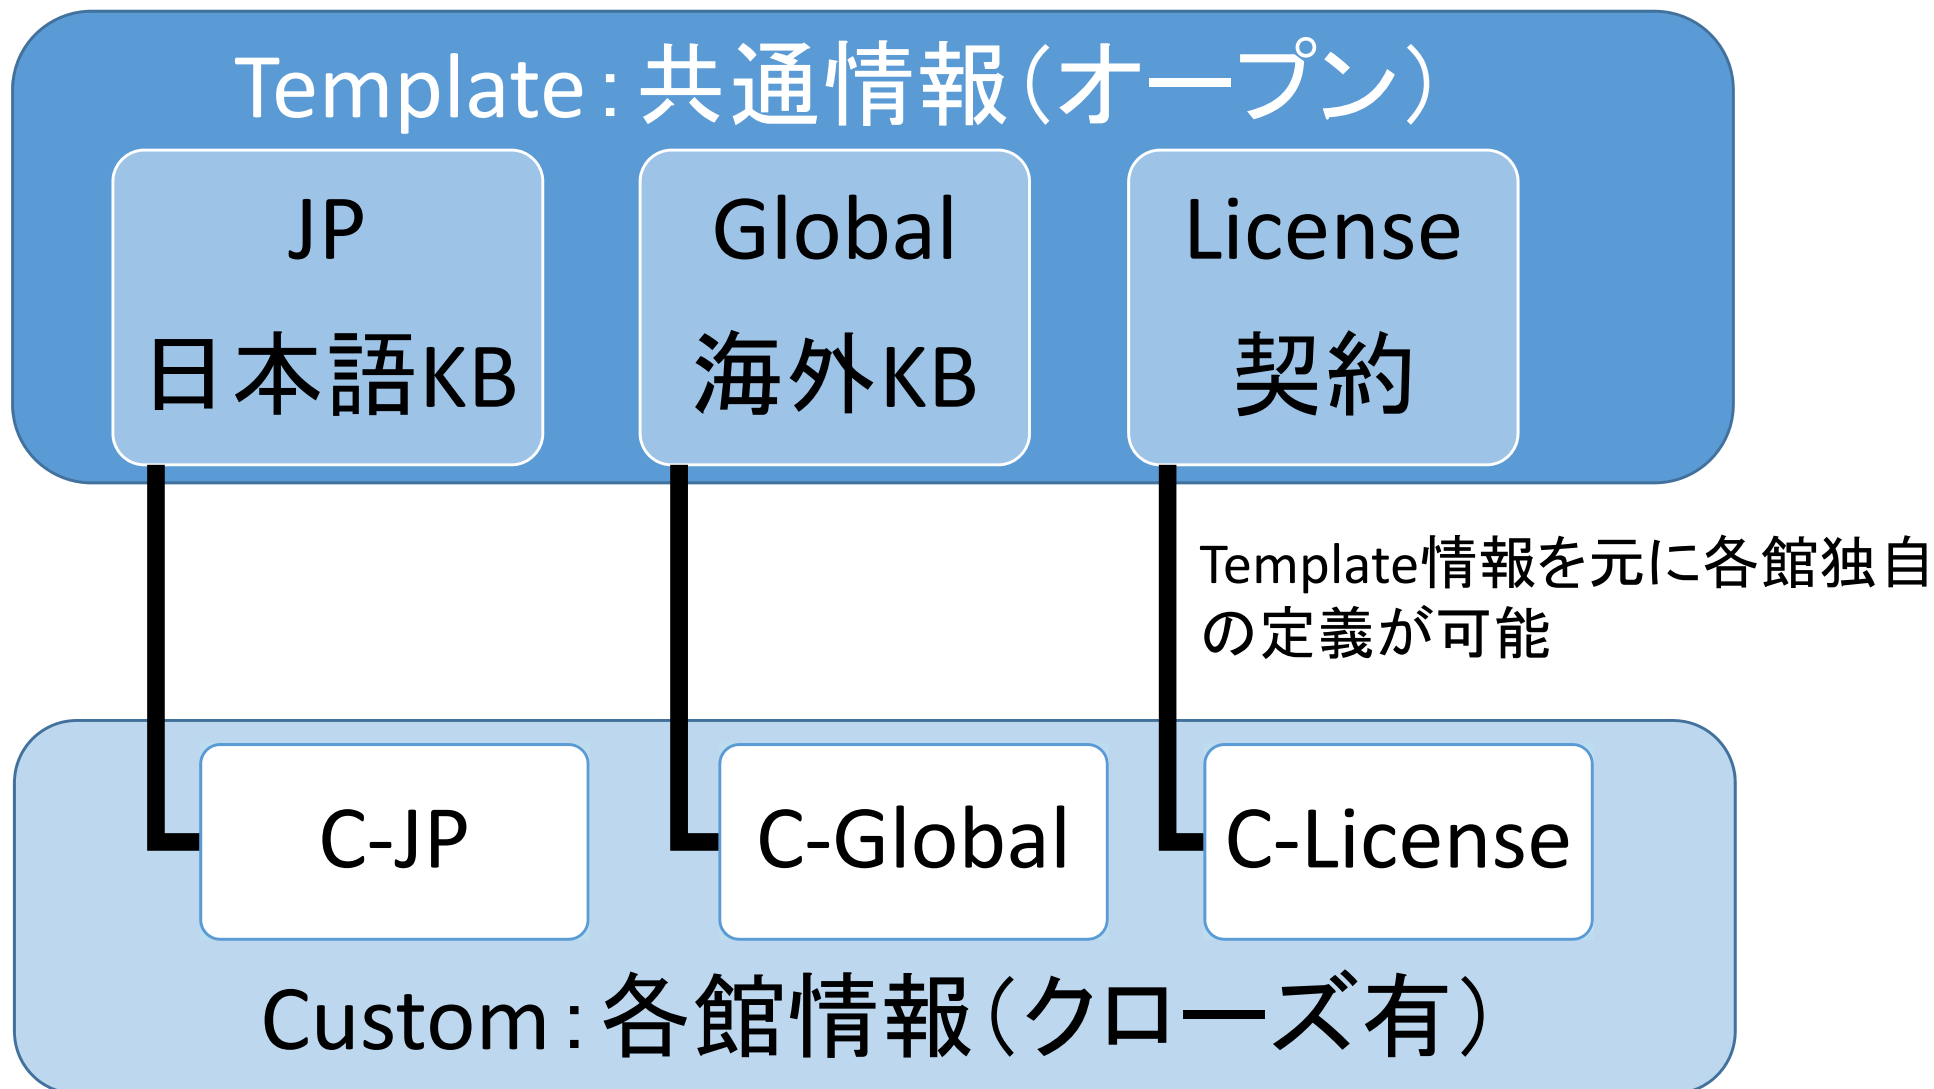 Template：共通情報（オープン）
JP
日本語KB
Global
海外KB
License
契約
Template情報を元に各館独自
の定義が可能
C-JP
C-Global
C-License
Custom：各館情報（クローズ有）